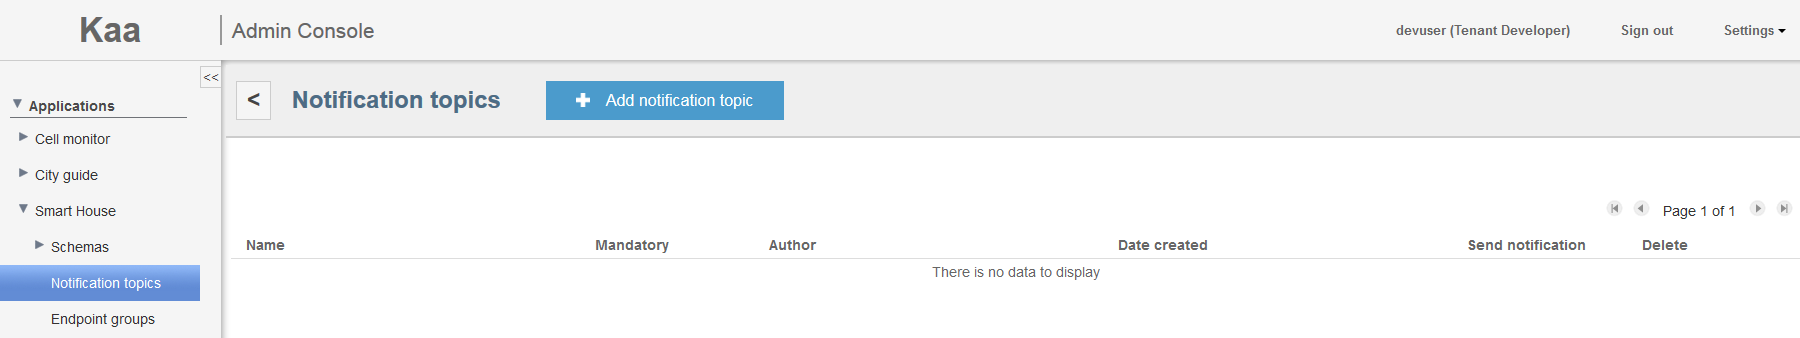 Kaa
Admin Console
devuser (Tenant Developer)
Sign out
Settings
<<
Applications
Cell monitor
City guide
Smart House
Schemas
Notification topics
Endpoint groups
<
Notification topics
Add notification topic
Page 1 of 1
Name Mandatory Author Date created Send notification Delete
There is no data to display